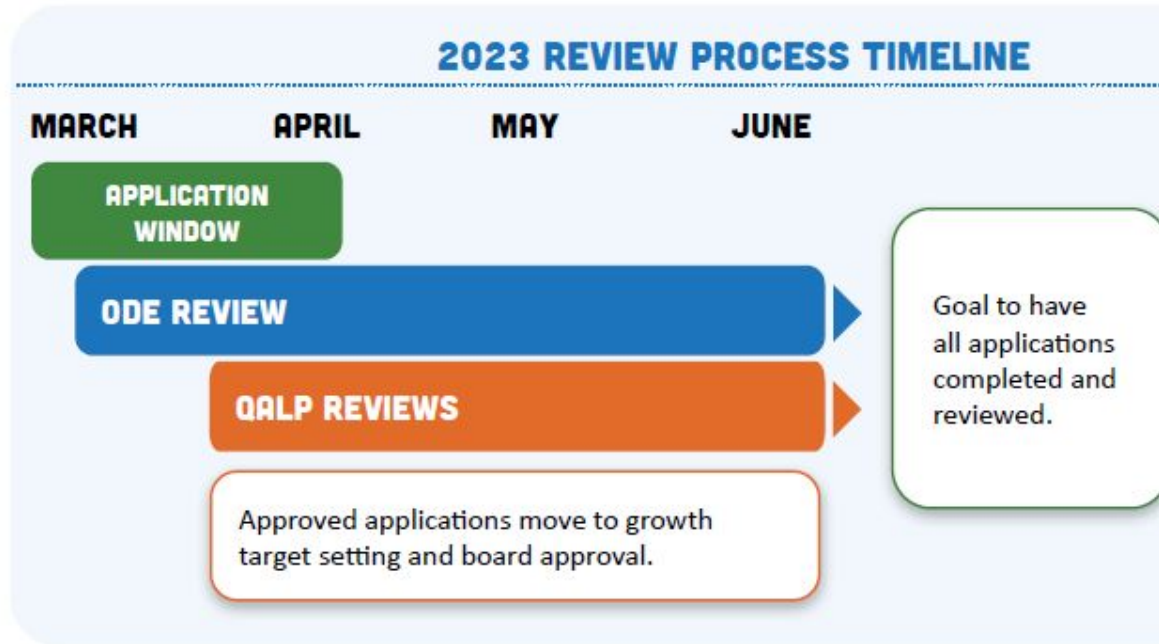 2023 REVIEW PROCESS TIMELINE
MARCH APRIL MAY JUNE
APPLICATION
WINDOW
ODE REVIEW
QALP REVIEWS
Approved applications move to growth
target setting and board approval.
Goal to have
all applications
completed and
reviewed.